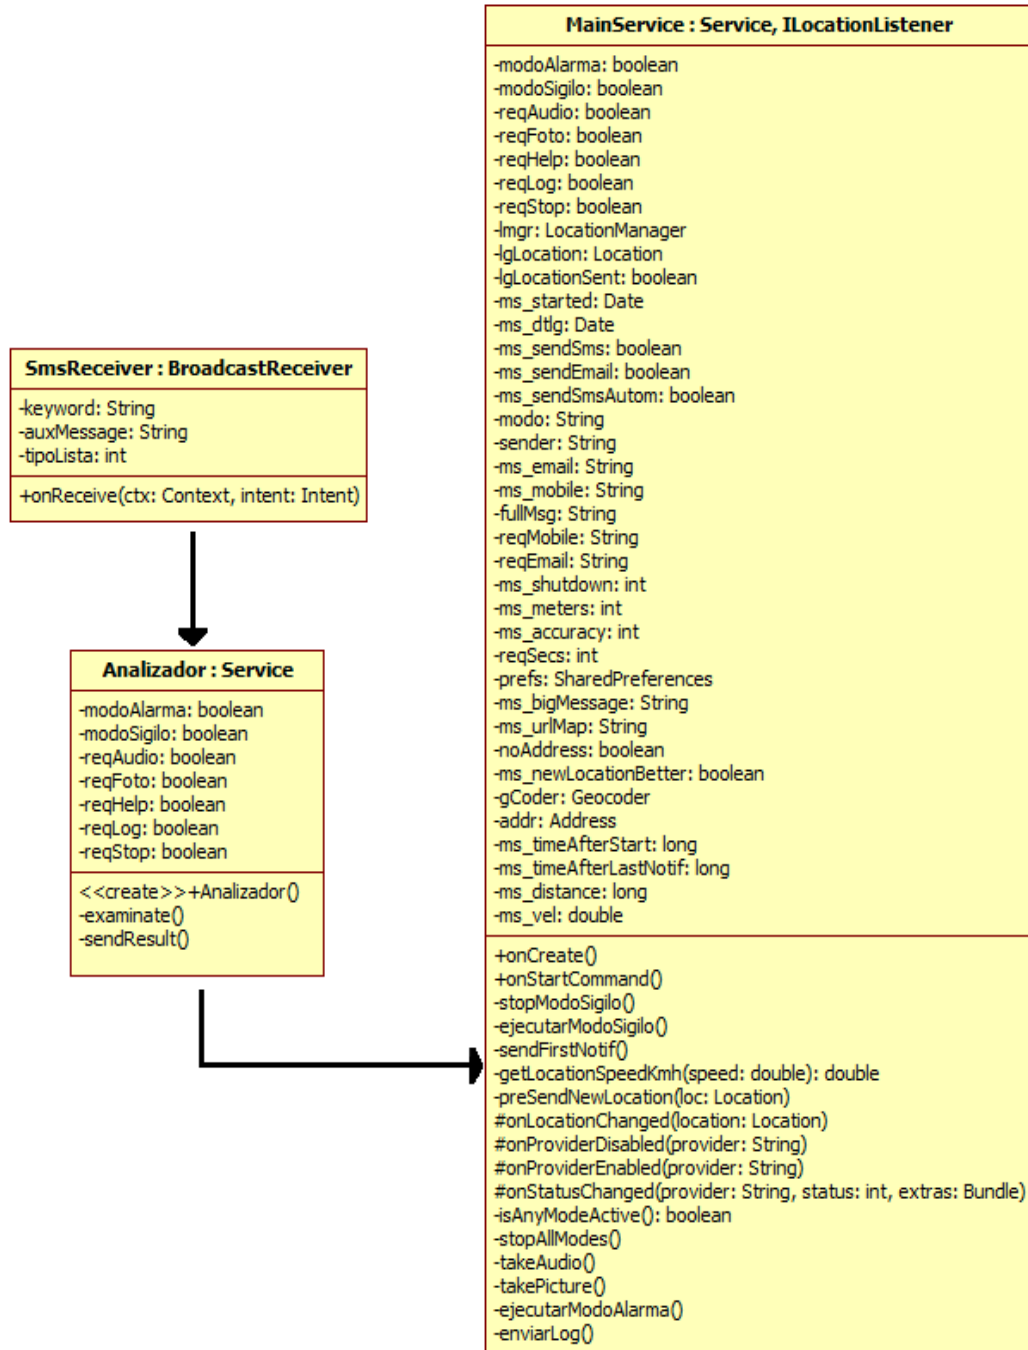 MainService : Service, ILocationListener
-modoAlarma: boolean
-modoSigilo: boolean
-reqAudio: boolean
-reqFoto: boolean
-reqHelp: boolean
-reqLog: boolean
-reqStop: boolean
-lmgr: LocationManager
-lgLocation: Location
-lgLocationSent: boolean
-ms_started: Date
-ms_dtlg: Date
-ms_sendSms: boolean
-ms_sendEmail: boolean
-ms_sendSmsAutom: boolean
-modo: String
-sender: String
-ms_email: String
-ms_mobile: String
-fullMsg: String
-reqMobile: String
-reqEmail: String
-ms_shutdown: int
-ms_meters: int
-ms_accuracy: int
-reqSecs: int
-prefs: SharedPreferences
-ms_bigMessage: String
-ms_urlMap: String
-noAddress: boolean
-ms_newLocationBetter: boolean
-gCoder: Geocoder
-addr: Address
-ms_timeAfterStart: long
-ms_timeAfterLastNotif: long
-ms_distance: long
-ms_vel: double
+onCreate()
+onStartCommand()
-stopModoSigilo()
-ejecutarModoSigilo()
-sendFirstNotif()
-getLocationSpeedKmh(speed: double): double
-preSendNewLocation(loc: Location)
#onLocationChanged(location: Location)
#onProviderDisabled(provider: String)
#onProviderEnabled(provider: String)
#onStatusChanged(provider: String, status: int, extras: Bundle)
-isAnyModeActive(): boolean
-stopAllModes()
-takeAudio()
-takePicture()
-ejecutarModoAlarma()
-enviarLog()
SmsReceiver : BroadcastReceiver
-keyword: String
-auxMessage: String
-tipoLista: int
+onReceive(ctx: Context, intent: Intent)
Analizador : Service
-modoAlarma: boolean
-modoSigilo: boolean
-reqAudio: boolean
-reqFoto: boolean
-reqHelp: boolean
-reqLog: boolean
-reqStop: boolean
<<create>>+Analizador()
-examinate()
-sendResult()